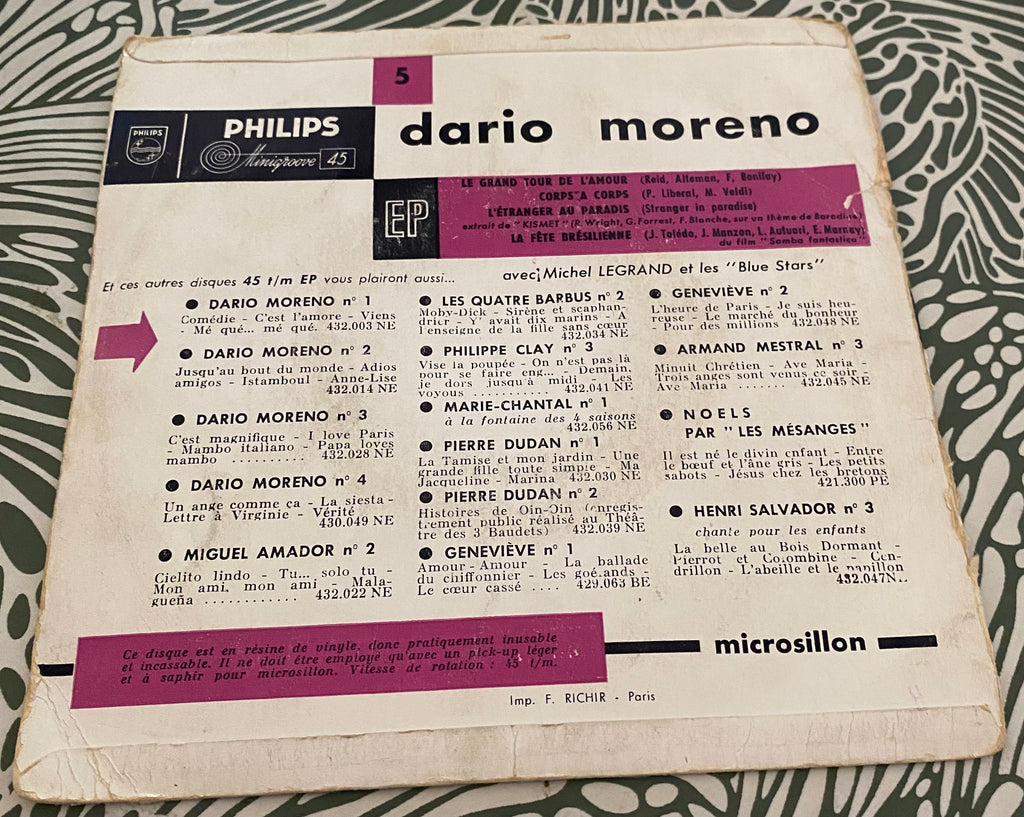 5
PHILIPS
PHILIPS
Minigroove 45
dario moreno
EP
LE GRAND TOUR DE L'AMOUR (Reid, Alteman, F. Bonifay)
CORPS A CORPS (P. Liberal, M. Veldi)
L'ÉTRANGER AU PARADIS (Stranger in paradise)
extrait de "KISMET" (R. Wright, G. Forrest, F. Blanche, sur un thème de Borodine)
LA FÊTE BRÉSILIENNE (J. Tolédo, J. Manzon, L. Autuori, E. Marnay)
du film "Samba fantastica"
avec Michel LEGRAND et les "Blue Stars"
Et ces autres disques 45 t/m EP vous plairont aussi...
● DARIO MORENO n° 1
Comédie - C'est l'amore - Viens
- Mé qué... mé qué. 432.003 NE
● DARIO MORENO n° 2
Jusqu'au bout du monde - Adios
amigos - Istamboul - Anne-Lise
432.014 NE
● DARIO MORENO n° 3
C'est magnifique - I love Paris
- Mambo italiano - Papa loves
mambo .......... 432.028 NE
● DARIO MORENO n° 4
Un ange comme ça - La siesta -
Lettre à Virginie - Vérité
430.049 NE
● MIGUEL AMADOR n° 2
Cielito lindo - Tu... solo tu -
Mon ami, mon ami - Mala-
gueña ............ 432.022 NE
● LES QUATRE BARBUS n° 2
Moby-Dick - Sirène et scaphan-
drier - Y' avait dix marins - A
l'enseigne de la fille sans cœur
432.034 NE
● PHILIPPE CLAY n° 3
Vise la poupée - On n'est pas là
pour se faire eng... - Demain,
je dors jusqu'à midi - Les
voyous ........... 432.041 NE
● MARIE-CHANTAL n° 1
à la fontaine des 4 saisons
432.056 NE
● PIERRE DUDAN n° 1
La Tamise et mon jardin - Une
grande fille toute simple - Ma
Jacqueline - Marina 432.030 NE
● PIERRE DUDAN n° 2
Histoires de Oin-Oin (enregis-
trement public réalisé au Théâ-
tre des 3 Baudets) 432.039 NE
● GENEVIÈVE n° 1
Amour - Amour - La ballade
du chiffonnier - Les goélands -
Le cœur cassé .... 429.063 BE
● GENEVIÈVE n° 2
L'heure de Paris - Je suis heu-
reuse - Le marché du bonheur
- Pour des millions 432.048 NE
● ARMAND MESTRAL n° 3
Minuit Chrétien - Ave Maria -
Trois anges sont venus ce soir -
Ave Maria ........ 432.045 NE
● NOELS
PAR "LES MÉSANGES"
Il est né le divin enfant - Entre
le bœuf et l'âne gris - Les petits
sabots - Jésus chez les bretons
421.300 PE
● HENRI SALVADOR n° 3
chante pour les enfants
La belle au Bois Dormant -
Pierrot et Colombine - Cen-
drillon - L'abeille et le papillon
432.047 N..
Ce disque est en résine de vinyle, donc pratiquement inusable
et incassable. Il ne doit être employé qu'avec un pick-up léger
et à saphir pour microsillon. Vitesse de rotation : 45 t/m.
microsillon
Imp. F. RICHIR - Paris